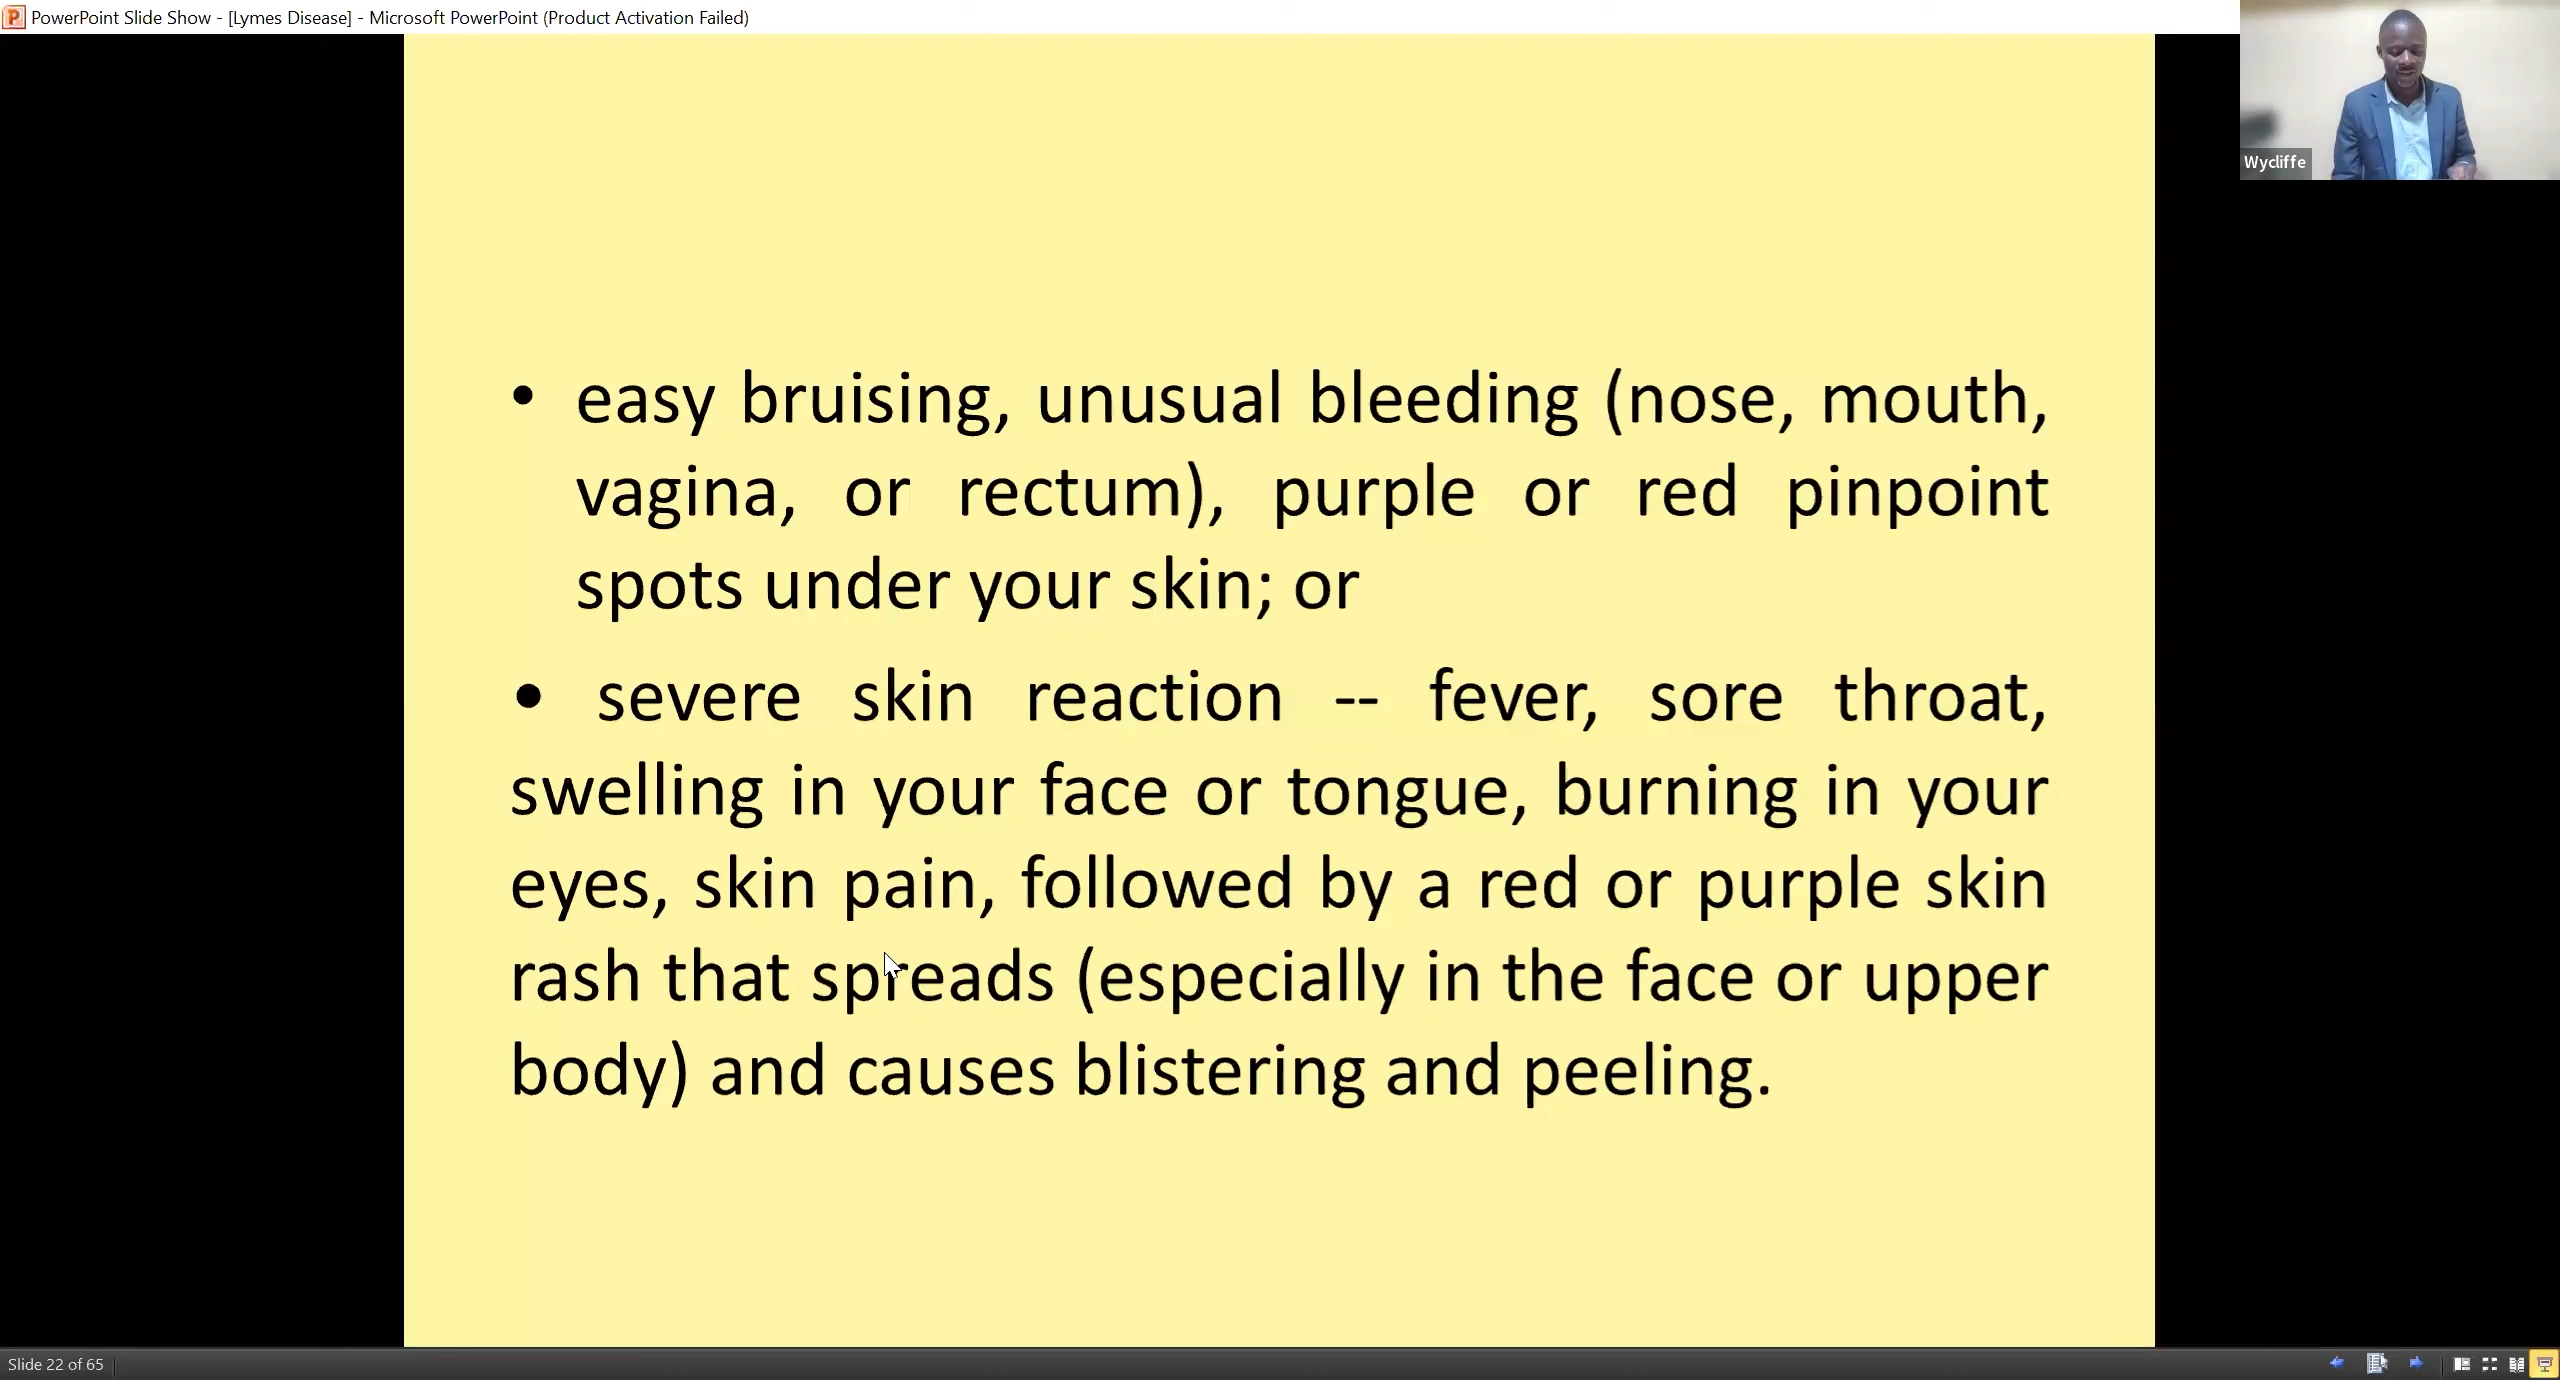 PowerPoint Slide Show - [Lymes Disease] - Microsoft PowerPoint (Product Activation Failed)
Wycliffe
• easy bruising, unusual bleeding (nose, mouth,
vagina, or rectum), purple or red pinpoint
spots under your skin; or
• severe skin reaction -- fever, sore throat,
swelling in your face or tongue, burning in your
eyes, skin pain, followed by a red or purple skin
rash that spreads (especially in the face or upper
body) and causes blistering and peeling.
Slide 22 of 65